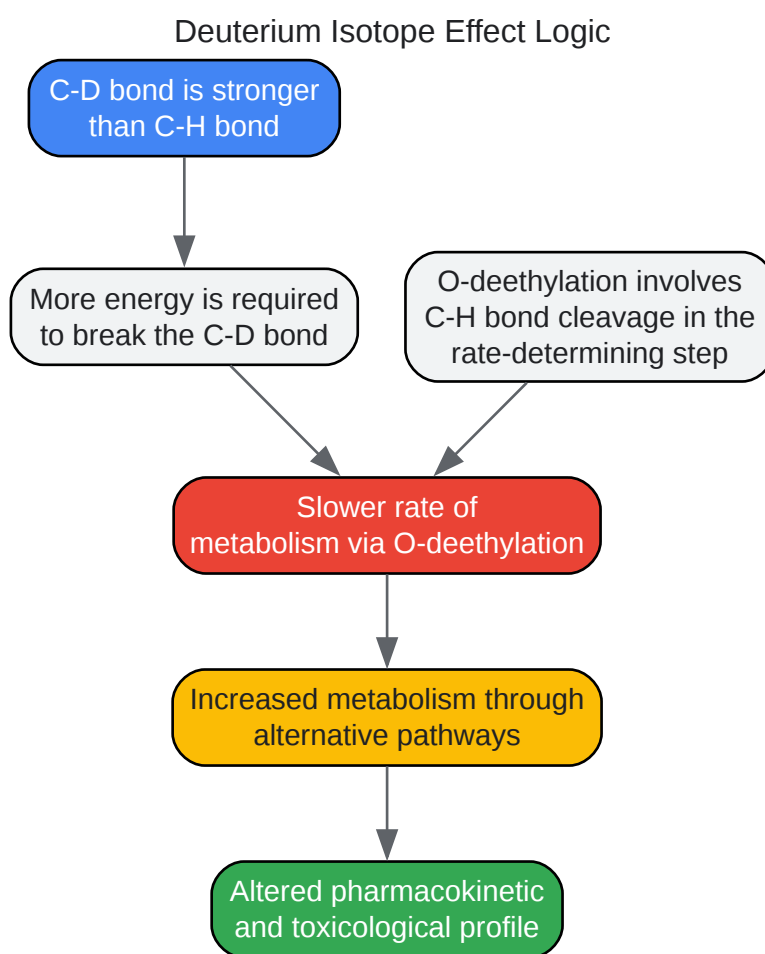 Deuterium Isotope Effect Logic
C-D bond is stronger
than C-H bond
More energy is required
to break the C-D bond
O-deethylation involves
C-H bond cleavage in the
rate-determining step
Slower rate of
metabolism via O-deethylation
Increased metabolism through
alternative pathways
Altered pharmacokinetic
and toxicological profile